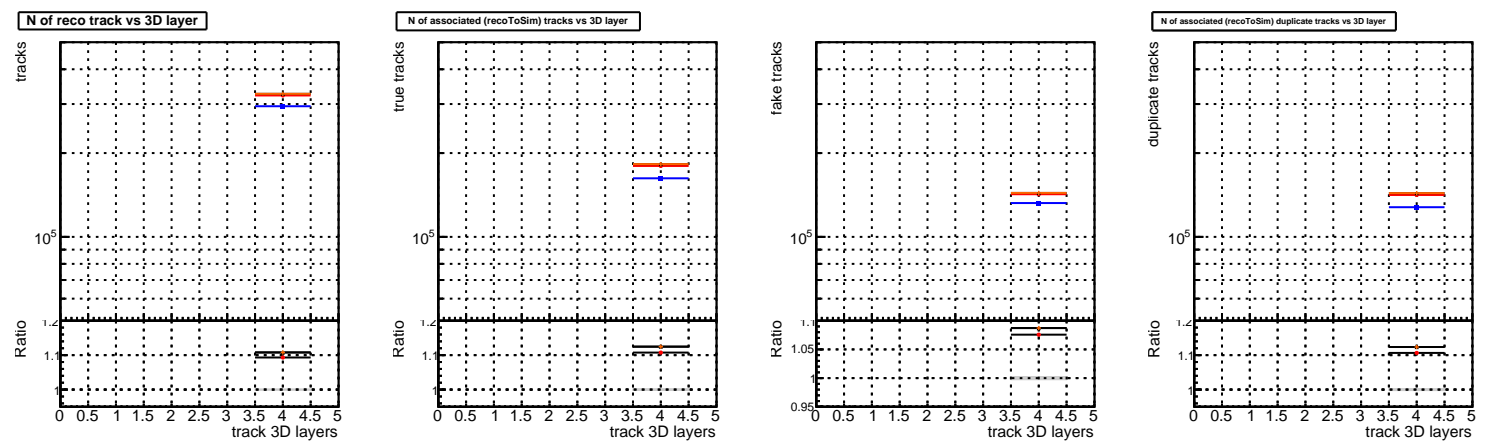 N of reco track vs 3D layer
tracks
10^5
Ratio
1.2
1.1
1
0 0.5 1 1.5 2 2.5 3 3.5 4 4.5 5
track 3D layers
N of associated (recoToSim) tracks vs 3D layer
true tracks
10^5
Ratio
1.2
1.1
1
0 0.5 1 1.5 2 2.5 3 3.5 4 4.5 5
track 3D layers
fake tracks
10^5
Ratio
1.1
1.05
1
0.95
0 0.5 1 1.5 2 2.5 3 3.5 4 4.5 5
track 3D layers
N of associated (recoToSim) duplicate tracks vs 3D layer
duplicate tracks
10^5
Ratio
1.2
1.1
1
0 0.5 1 1.5 2 2.5 3 3.5 4 4.5 5
track 3D layers